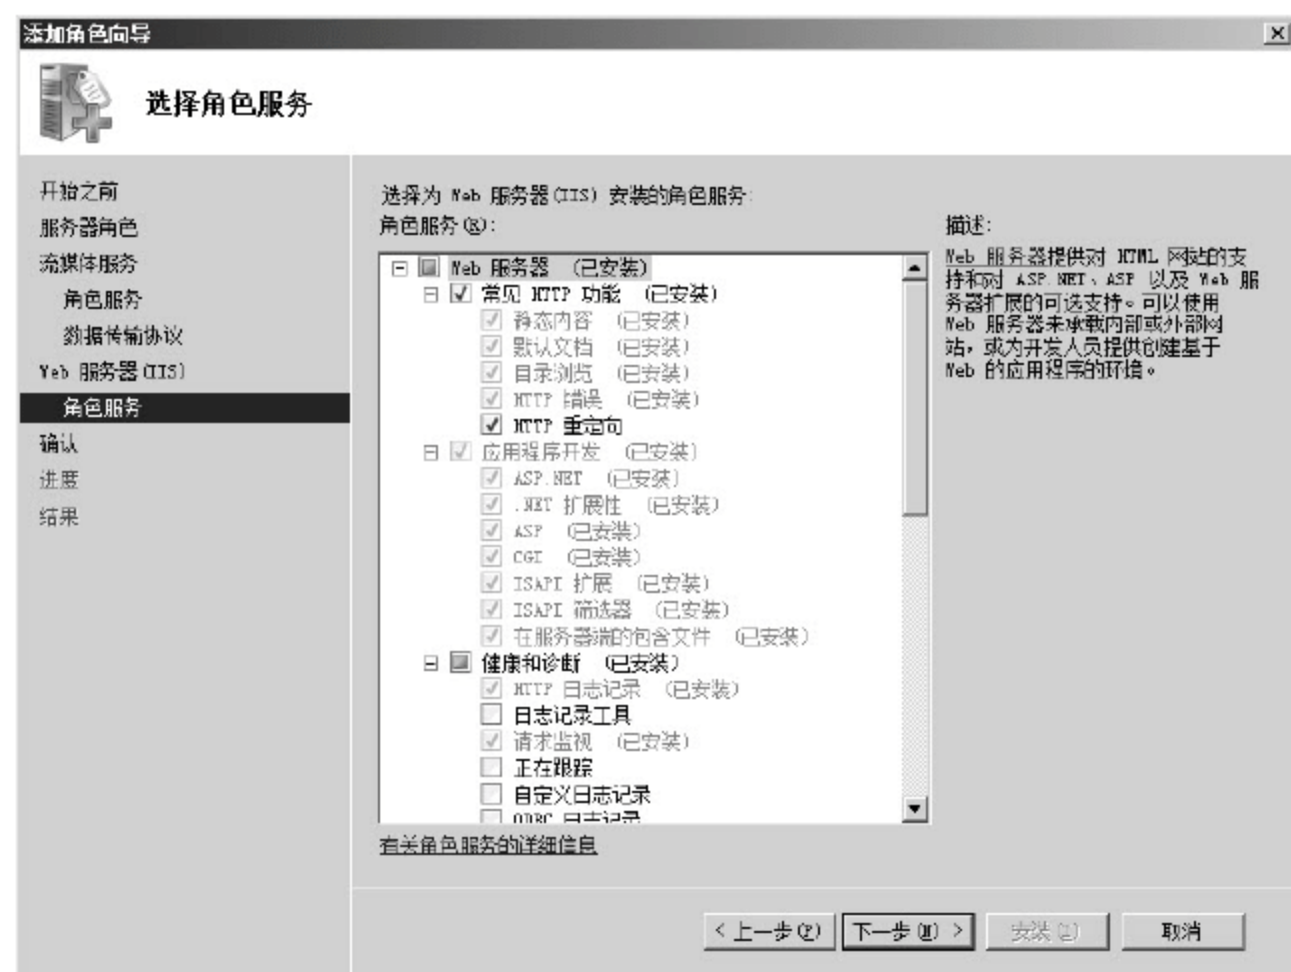 添加角色向导
选择角色服务
开始之前
服务器角色
流媒体服务
角色服务
数据传输协议
Web 服务器(IIS)
角色服务
确认
进度
结果
选择为 Web 服务器(IIS) 安装的角色服务:
角色服务(R):
Web 服务器 (已安装)
常见 HTTP 功能 (已安装)
静态内容 (已安装)
默认文档 (已安装)
目录浏览 (已安装)
HTTP 错误 (已安装)
HTTP 重定向
应用程序开发 (已安装)
ASP.NET (已安装)
.NET 扩展性 (已安装)
ASP (已安装)
CGI (已安装)
ISAPI 扩展 (已安装)
ISAPI 筛选器 (已安装)
在服务器端的包含文件 (已安装)
健康和诊断 (已安装)
HTTP 日志记录 (已安装)
日志记录工具
请求监视 (已安装)
正在跟踪
自定义日志记录
ODBC 日志记录
有关角色服务的详细信息
描述:
Web 服务器提供对 HTML 网站的支
持和对 ASP.NET、ASP 以及 Web 服
务器扩展的可选支持。可以使用
Web 服务器来承载内部或外部网
站,或为开发人员提供创建基于
Web 的应用程序的环境。
< 上一步(P)
下一步(N) >
安装(I)
取消